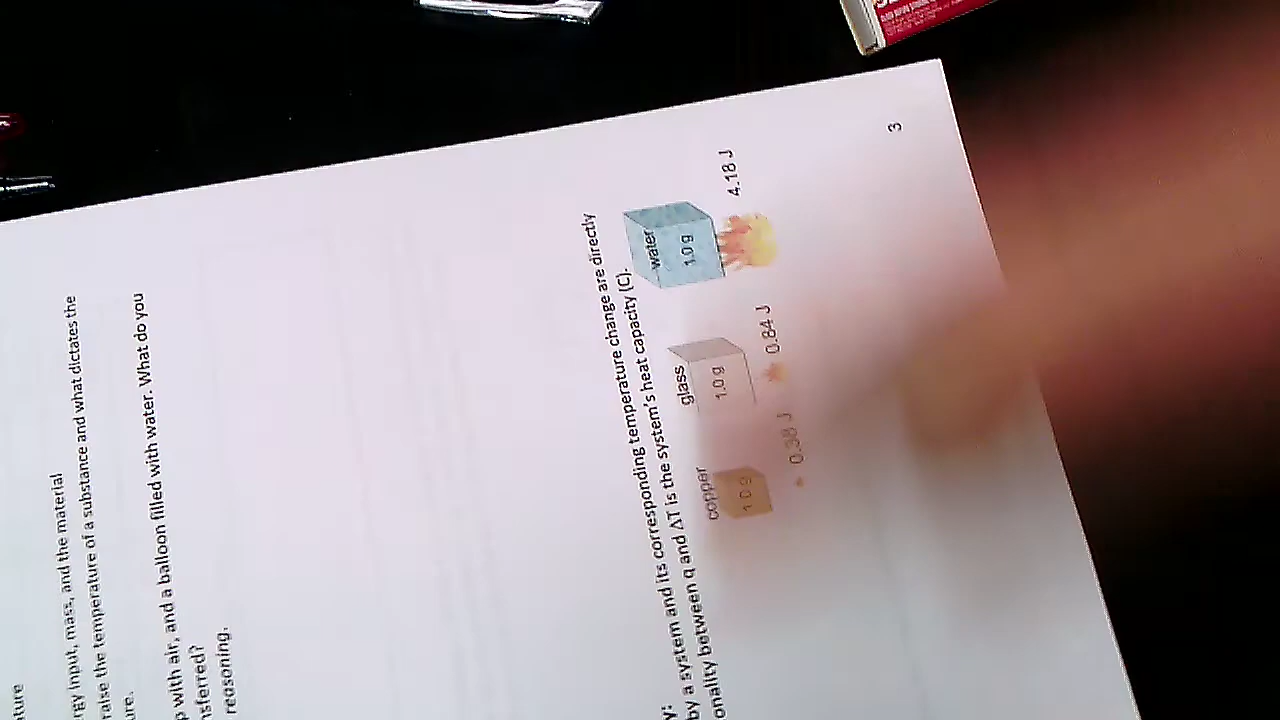 ature
rgy input, mass, and the material
raise the temperature of a substance and what dictates the
ure.
p with air, and a balloon filled with water. What do you
nsferred?
reasoning.
y:
by a system and its corresponding temperature change are directly
onality between q and ΔT is the system's heat capacity (C).
copper
1.0 g
0.38 J
glass
1.0 g
0.84 J
water
1.0 g
4.18 J
3